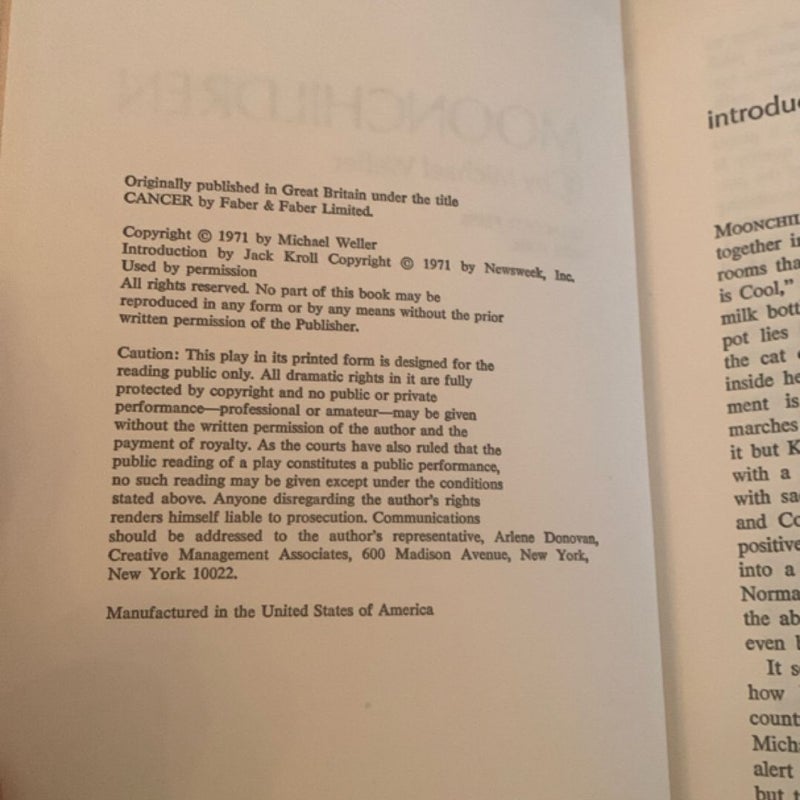 Originally published in Great Britain under the title
CANCER by Faber & Faber Limited.
Copyright © 1971 by Michael Weller
Introduction by Jack Kroll Copyright © 1971 by Newsweek, Inc.
Used by permission
All rights reserved. No part of this book may be
reproduced in any form or by any means without the prior
written permission of the Publisher.
Caution: This play in its printed form is designed for the
reading public only. All dramatic rights in it are fully
protected by copyright and no public or private
performance—professional or amateur—may be given
without the written permission of the author and the
payment of royalty. As the courts have also ruled that the
public reading of a play constitutes a public performance,
no such reading may be given except under the conditions
stated above. Anyone disregarding the author's rights
renders himself liable to prosecution. Communications
should be addressed to the author's representative, Arlene Donovan,
Creative Management Associates, 600 Madison Avenue, New York,
New York 10022.
Manufactured in the United States of America
MOONCHILDREN
by Michael Weller
introduc
MOONCHIL
together i
rooms tha
is Cool,"
milk bott
pot lies
the cat
inside he
ment is
marches
it but K
with a
with sa
and Co
positive
into a
Norma
the ab
even
It s
how
count
Mich
alert
but t